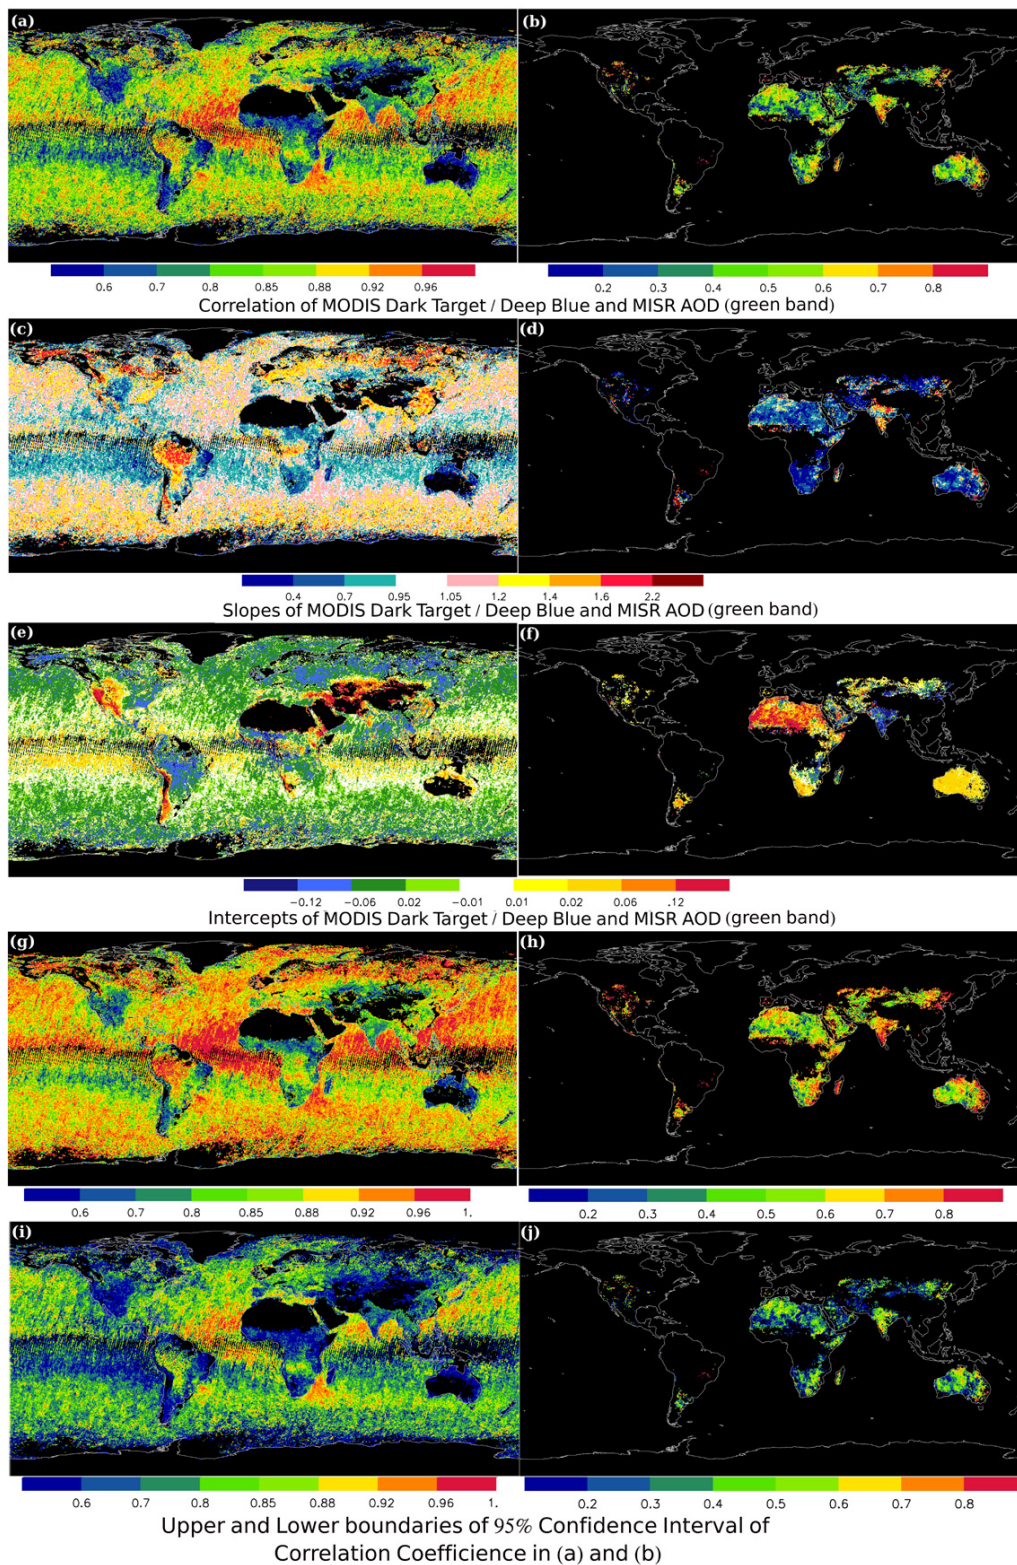 (a) (b)
0.6 0.7 0.8 0.85 0.88 0.92 0.96 0.2 0.3 0.4 0.5 0.6 0.7 0.8
Correlation of MODIS Dark Target / Deep Blue and MISR AOD (green band)
(c) (d)
0.4 0.7 0.95 1.05 1.2 1.4 1.6 2.2
Slopes of MODIS Dark Target / Deep Blue and MISR AOD (green band)
(e) (f)
−0.12 −0.06 0.02 −0.01 0.01 0.02 0.06 .12
Intercepts of MODIS Dark Target / Deep Blue and MISR AOD (green band)
(g) (h)
0.6 0.7 0.8 0.85 0.88 0.92 0.96 1. 0.2 0.3 0.4 0.5 0.6 0.7 0.8
(i) (j)
0.6 0.7 0.8 0.85 0.88 0.92 0.96 1. 0.2 0.3 0.4 0.5 0.6 0.7 0.8
Upper and Lower boundaries of 95% Confidence Interval of
Correlation Coefficience in (a) and (b)